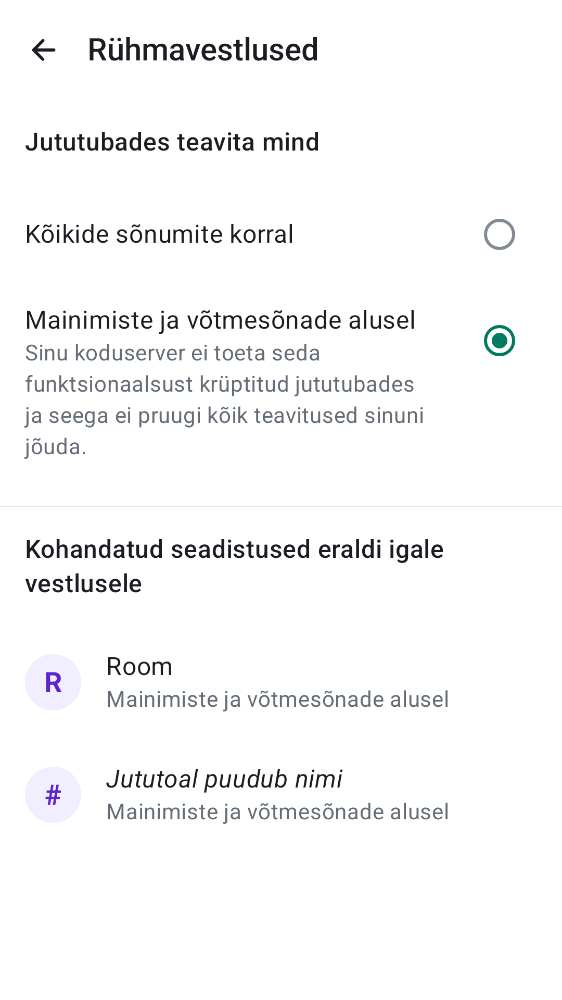 Rühmavestlused
Jututubades teavita mind
Kõikide sõnumite korral
Mainimiste ja võtmesõnade alusel
Sinu koduserver ei toeta seda
funktsionaalsust krüptitud jututubades
ja seega ei pruugi kõik teavitused sinuni
jõuda.
Kohandatud seadistused eraldi igale
vestlusele
R
Room
Mainimiste ja võtmesõnade alusel
#
Jututoal puudub nimi
Mainimiste ja võtmesõnade alusel